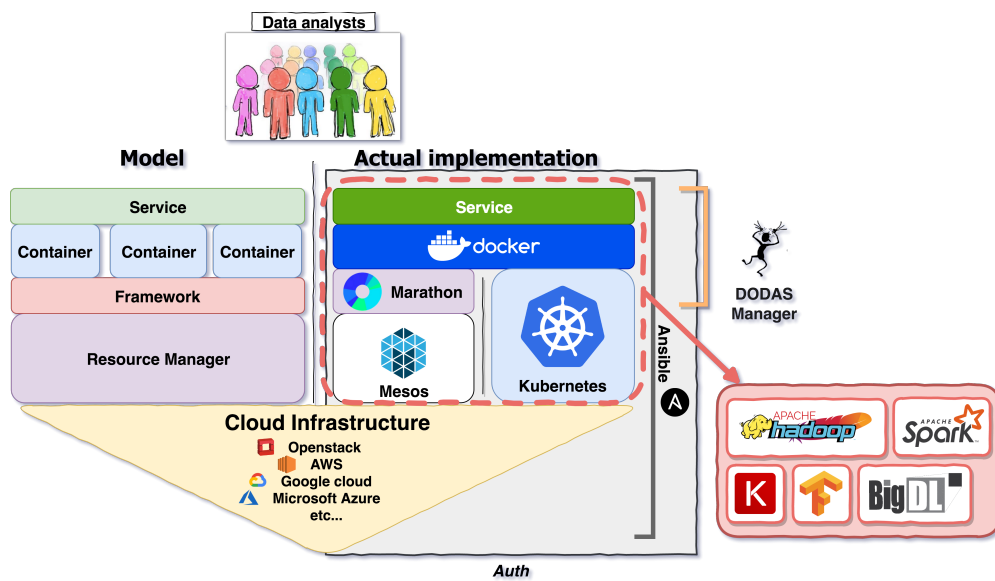 Data analysts
Model
Actual implementation
Service
Container
Container
Container
Framework
Resource Manager
Service
docker
Marathon
Mesos
Kubernetes
Ansible
DODAS
Manager
Cloud Infrastructure
Openstack
AWS
Google cloud
Microsoft Azure
etc...
APACHE
hadoop
APACHE
Spark
K
BigDL
Auth